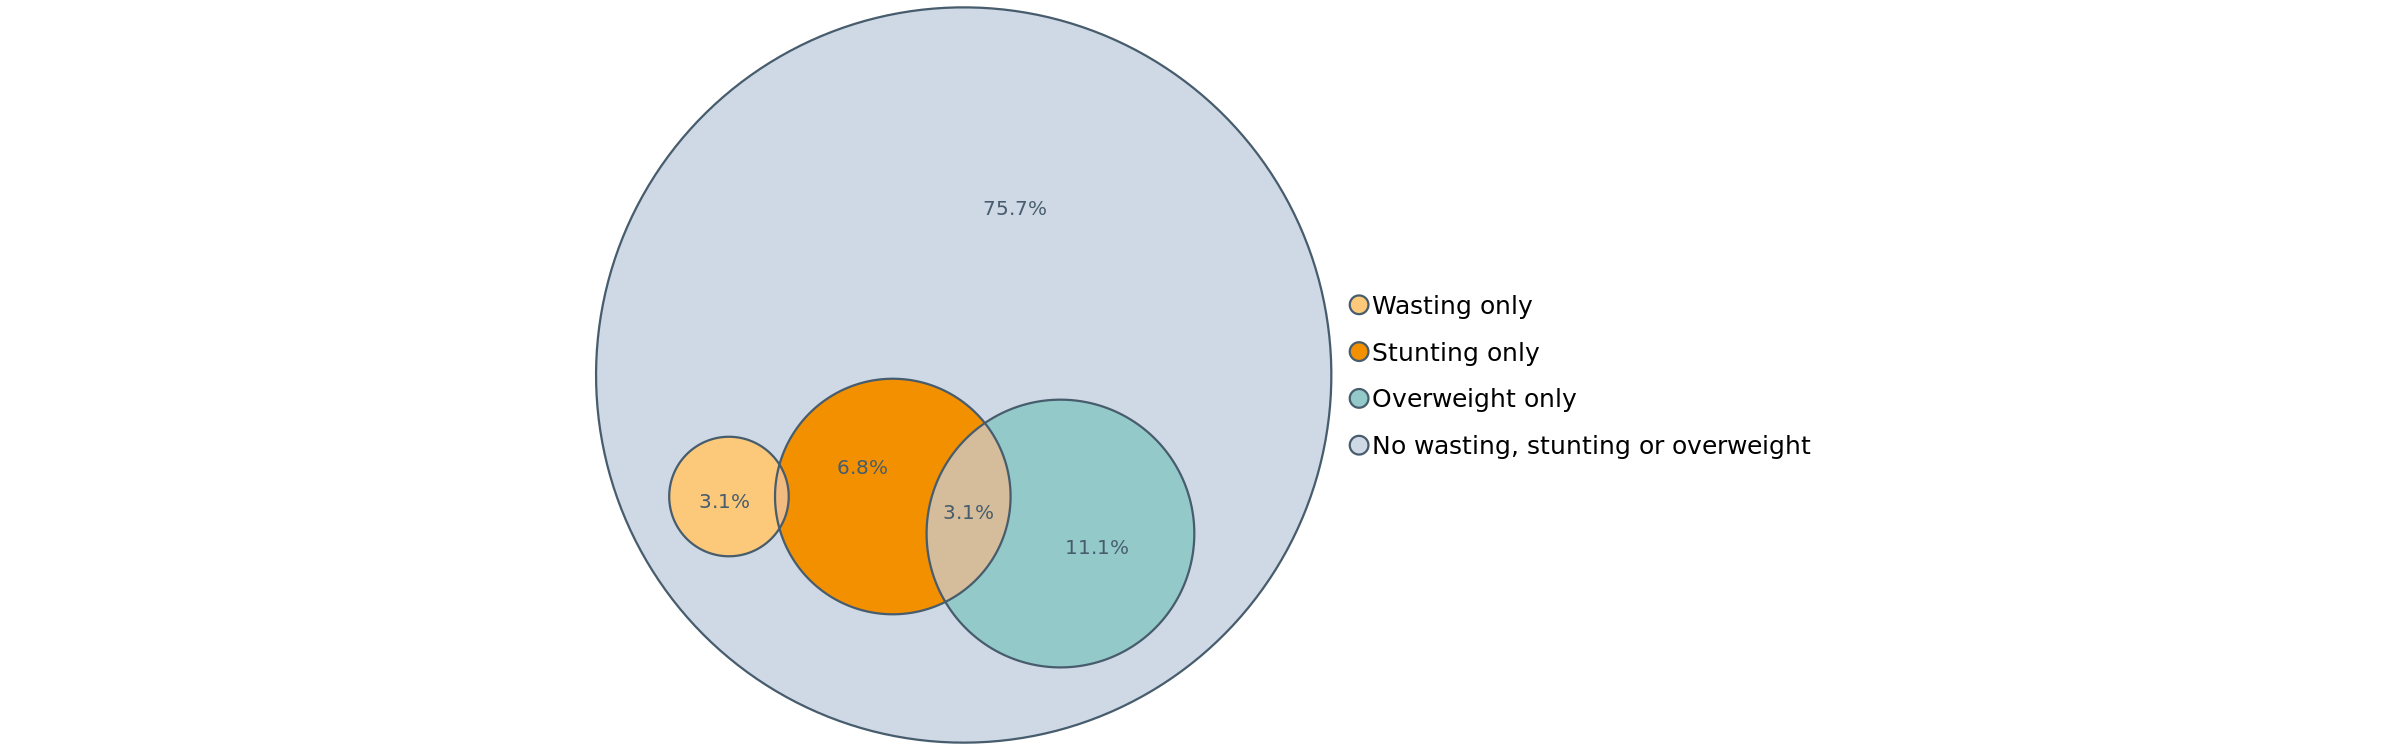 75.7%
6.8%
3.1%
3.1%
11.1%
Wasting only
Stunting only
Overweight only
No wasting, stunting or overweight